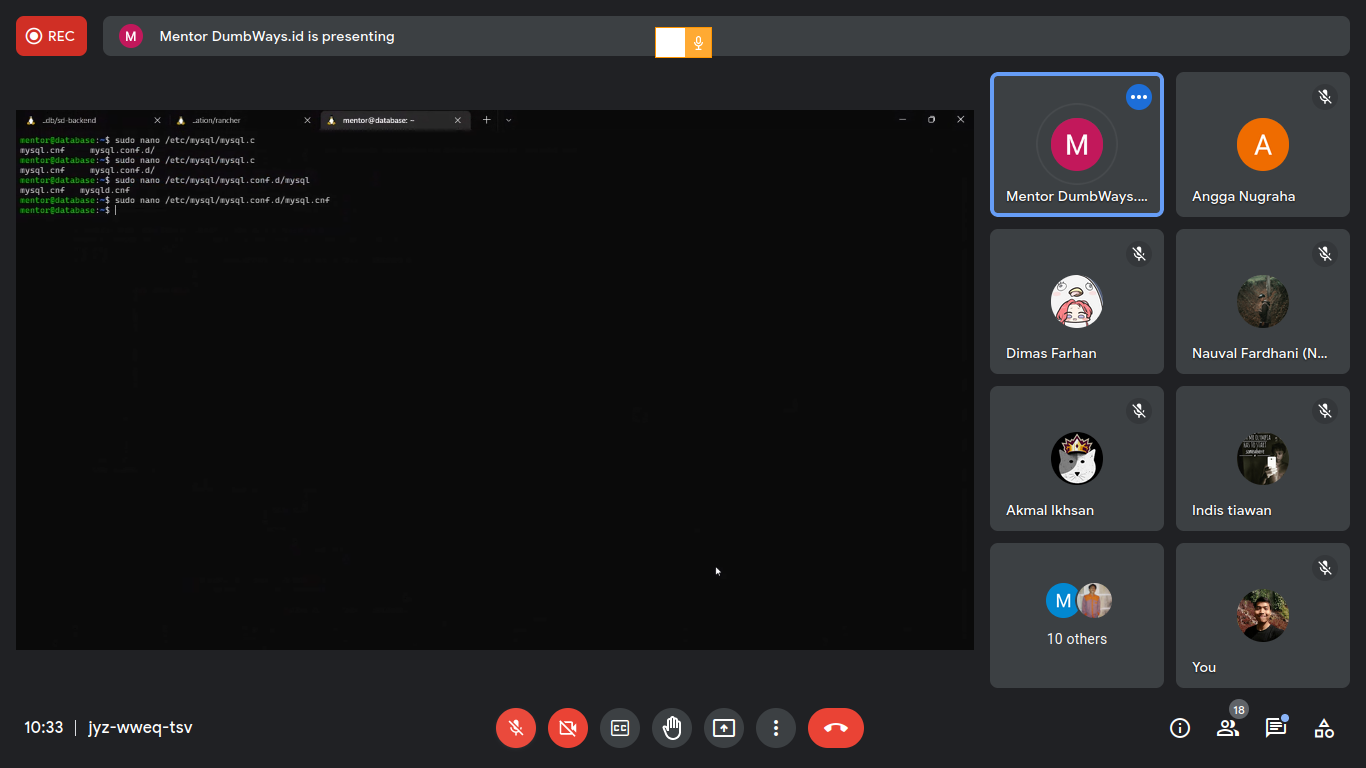 REC
M
Mentor DumbWays.id is presenting
..db/sd-backend
..ation/rancher
mentor@database: ~
mentor@database:~$ sudo nano /etc/mysql/mysql.c
mysql.cnf mysql.conf.d/
mentor@database:~$ sudo nano /etc/mysql/mysql.c
mysql.cnf mysql.conf.d/
mentor@database:~$ sudo nano /etc/mysql/mysql.conf.d/mysql
mysql.cnf mysqld.cnf
mentor@database:~$ sudo nano /etc/mysql/mysql.conf.d/mysql.cnf
mentor@database:~$
M
Mentor DumbWays....
A
Angga Nugraha
Dimas Farhan
Nauval Fardhani (N...
Akmal Ikhsan
Indis tiawan
M
10 others
You
10:33 | jyz-wweq-tsv
CC
18